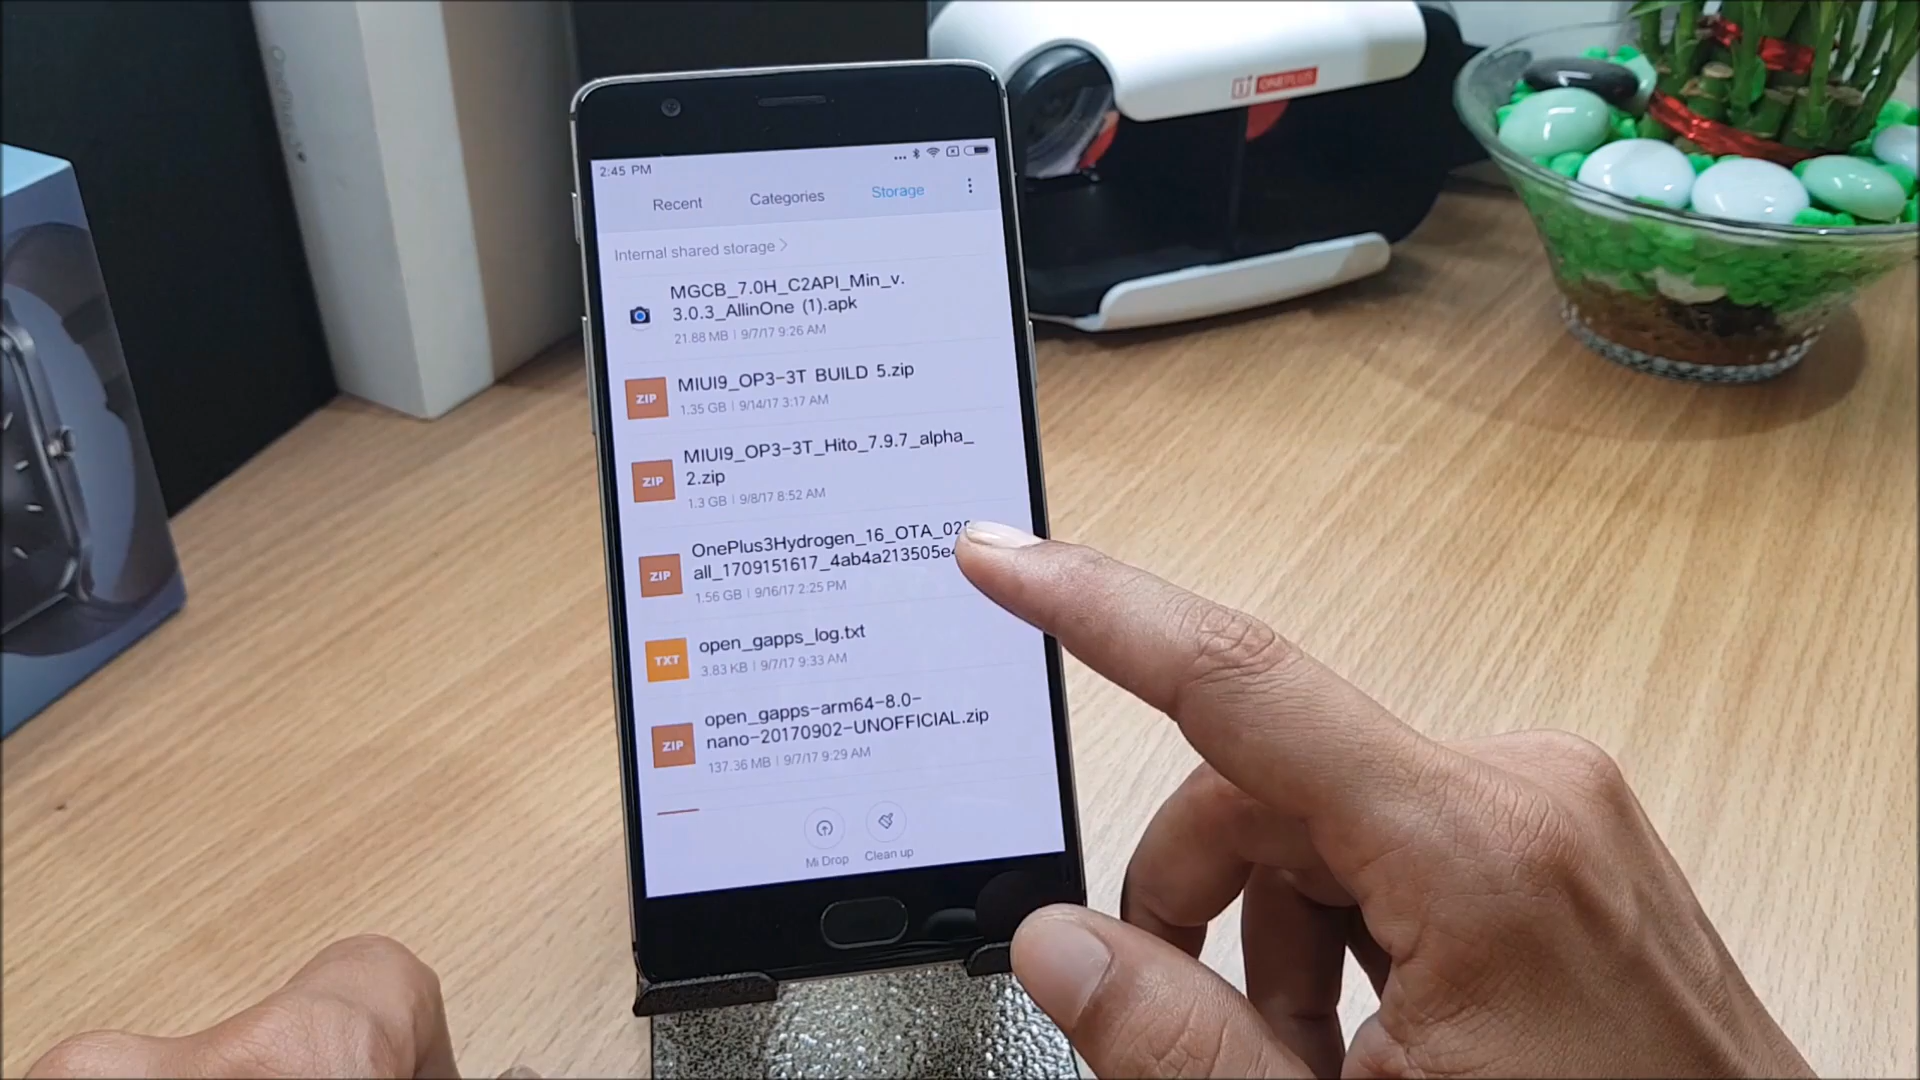 2:45 PM
Recent Categories Storage
Internal shared storage
MGCB_7.0H_C2API_Min_v.
3.0.3_AllinOne (1).apk
21.88 MB | 9/7/17 9:26 AM
ZIP
MIUI9_OP3-3T BUILD 5.zip
1.35 GB | 9/14/17 3:17 AM
ZIP
MIUI9_OP3-3T_Hito_7.9.7_alpha_
2.zip
1.3 GB | 9/8/17 8:52 AM
ZIP
OnePlus3Hydrogen_16_OTA_02
all_1709151617_4ab4a213505e
1.56 GB | 9/16/17 2:25 PM
TXT
open_gapps_log.txt
3.83 KB | 9/7/17 9:33 AM
ZIP
open_gapps-arm64-8.0-
nano-20170902-UNOFFICIAL.zip
137.36 MB | 9/7/17 9:29 AM
Mi Drop Clean up
ONEPLUS